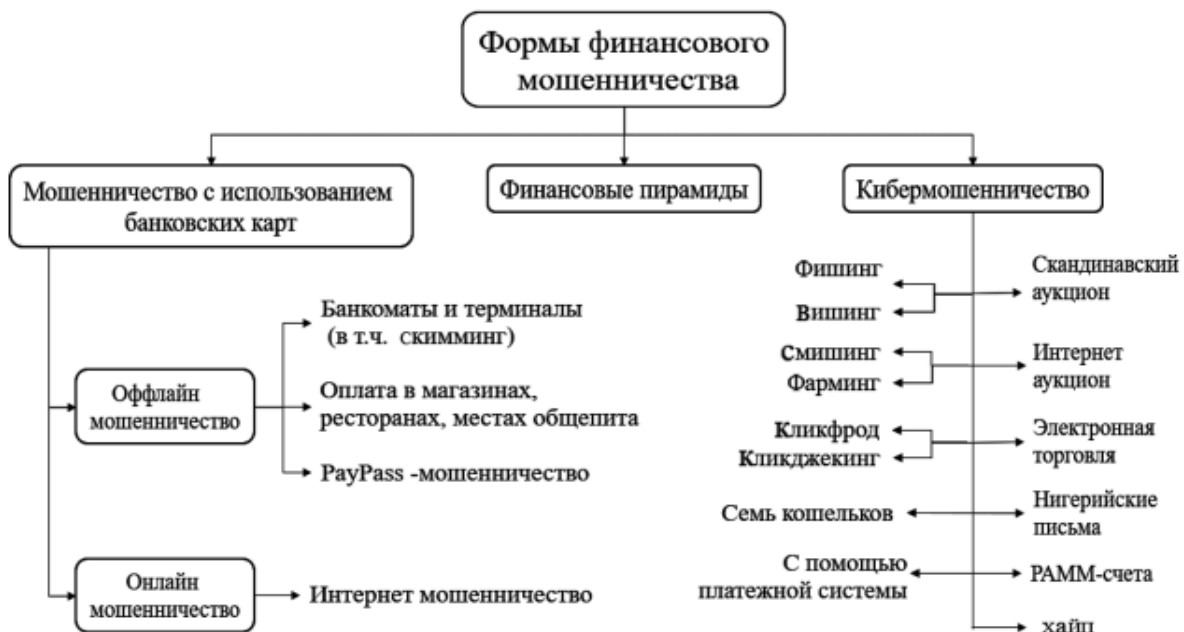 Формы финансового
мошенничества
Мошенничество с использованием
банковских карт
Финансовые пирамиды
Кибермошенничество
Банкоматы и терминалы
(в т.ч. скимминг)
Оффлайн
мошенничество
Оплата в магазинах,
ресторанах, местах общепита
PayPass -мошенничество
Онлайн
мошенничество
Интернет мошенничество
Фишинг
Вишинг
Смишинг
Фарминг
Кликфрод
Кликджекинг
Семь кошельков
С помощью
платежной системы
Скандинавский
аукцион
Интернет
аукцион
Электронная
торговля
Нигерийские
письма
РАММ-счета
хайп